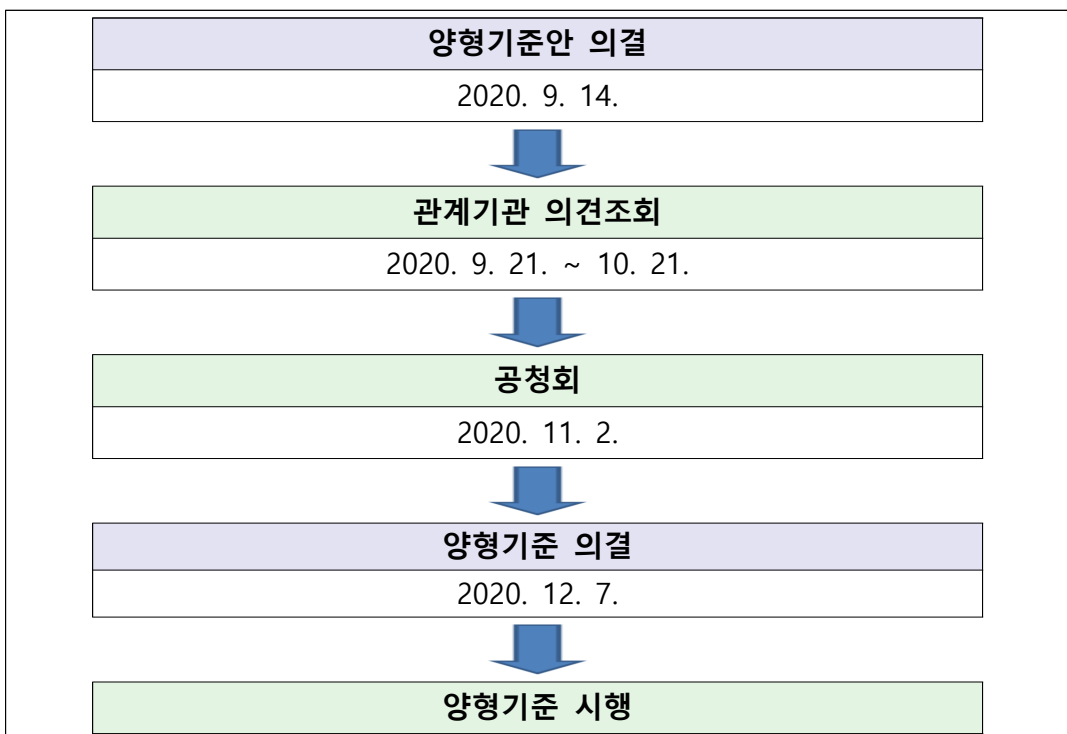 양형기준안 의결
2020. 9. 14.
관계기관 의견조회
2020. 9. 21. ~ 10. 21.
공청회
2020. 11. 2.
양형기준 의결
2020. 12. 7.
양형기준 시행